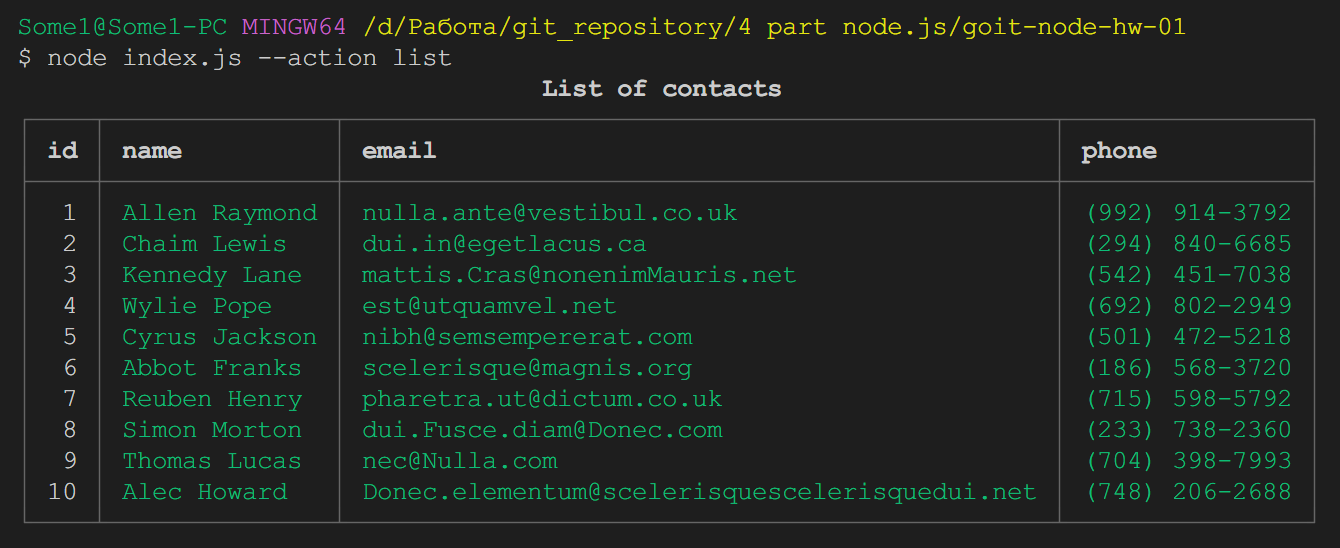 Some1@Some1-PC MINGW64 /d/Работа/git_repository/4 part node.js/goit-node-hw-01
$ node index.js --action list
List of contacts
id name email phone
1 Allen Raymond nulla.ante@vestibul.co.uk (992) 914-3792
2 Chaim Lewis dui.in@egetlacus.ca (294) 840-6685
3 Kennedy Lane mattis.Cras@nonenimMauris.net (542) 451-7038
4 Wylie Pope est@utquamvel.net (692) 802-2949
5 Cyrus Jackson nibh@semsempererat.com (501) 472-5218
6 Abbot Franks scelerisque@magnis.org (186) 568-3720
7 Reuben Henry pharetra.ut@dictum.co.uk (715) 598-5792
8 Simon Morton dui.Fusce.diam@Donec.com (233) 738-2360
9 Thomas Lucas nec@Nulla.com (704) 398-7993
10 Alec Howard Donec.elementum@scelerisquescelerisquedui.net (748) 206-2688